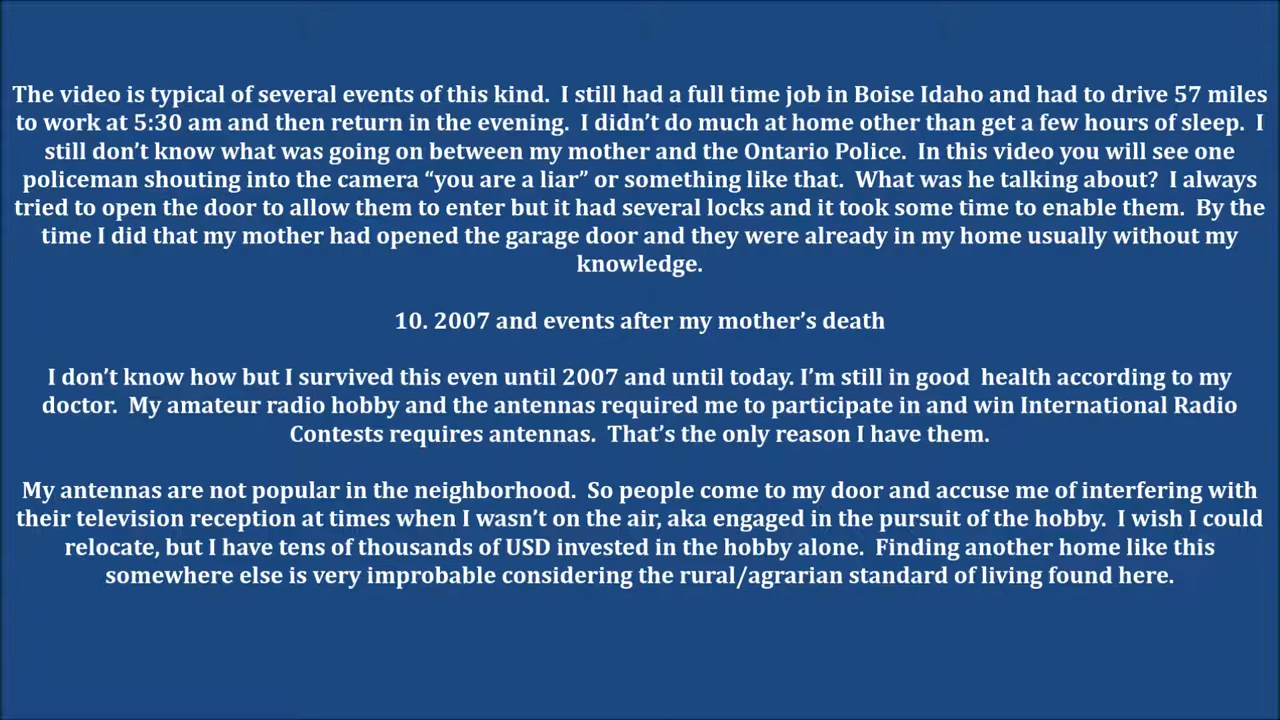 The video is typical of several events of this kind.  I still had a full time job in Boise Idaho and had to drive 57 miles
to work at 5:30 am and then return in the evening.  I didn’t do much at home other than get a few hours of sleep.  I
still don’t know what was going on between my mother and the Ontario Police.  In this video you will see one
policeman shouting into the camera “you are a liar” or something like that.  What was he talking about?  I always
tried to open the door to allow them to enter but it had several locks and it took some time to enable them.  By the
time I did that my mother had opened the garage door and they were already in my home usually without my
knowledge.
10. 2007 and events after my mother’s death
I don’t know how but I survived this even until 2007 and until today. I’m still in good  health according to my
doctor.  My amateur radio hobby and the antennas required me to participate in and win International Radio
Contests requires antennas.  That’s the only reason I have them.
My antennas are not popular in the neighborhood.  So people come to my door and accuse me of interfering with
their television reception at times when I wasn’t on the air, aka engaged in the pursuit of the hobby.  I wish I could
relocate, but I have tens of thousands of USD invested in the hobby alone.  Finding another home like this
somewhere else is very improbable considering the rural/agrarian standard of living found here.